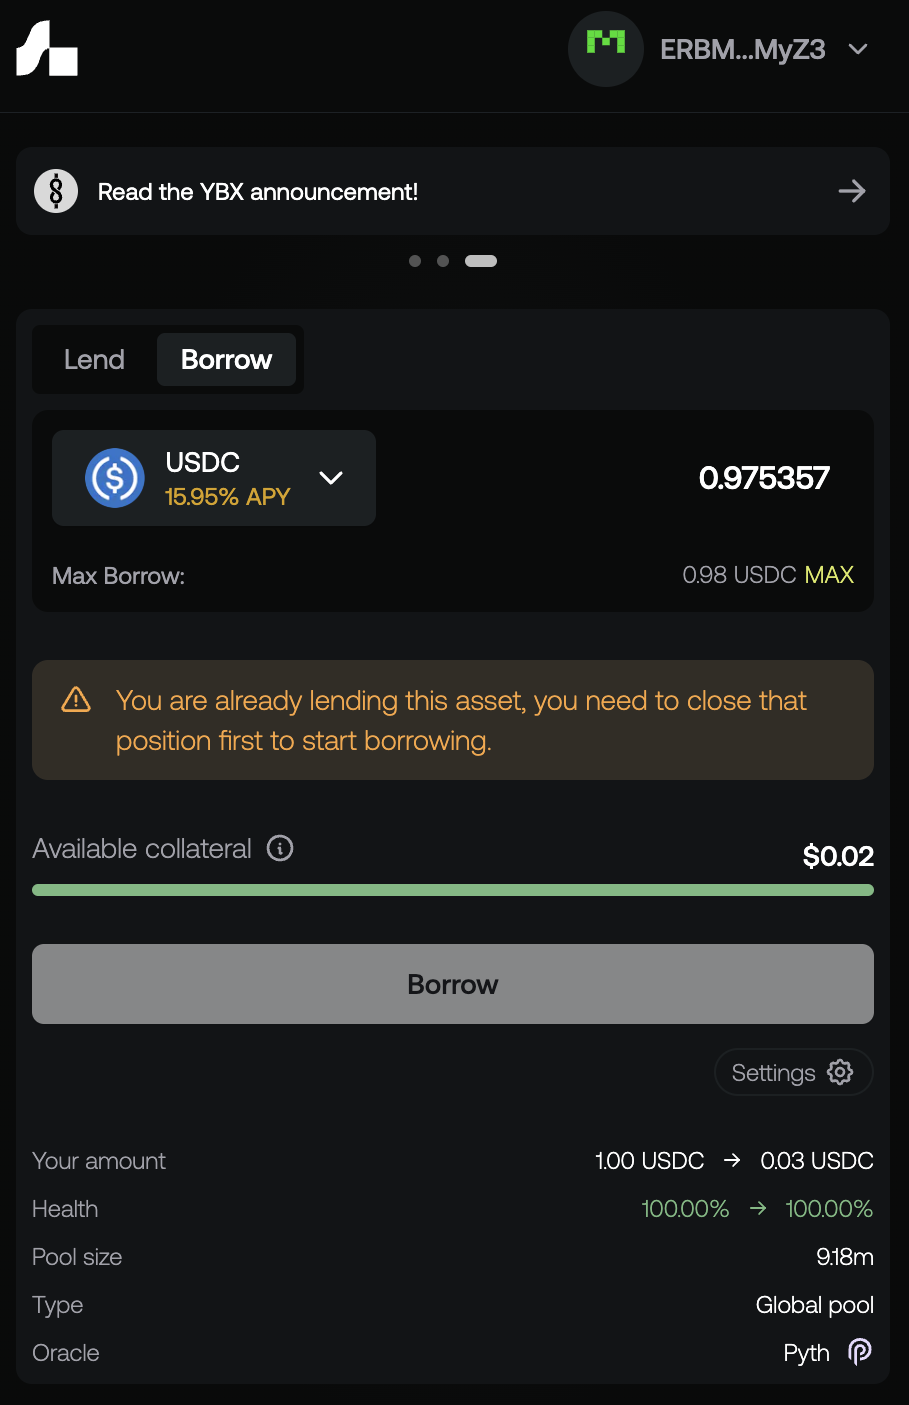 ERBM...MyZ3
Read the YBX announcement!
Lend Borrow
USDC
15.95% APY
0.975357
Max Borrow: 0.98 USDC MAX
You are already lending this asset, you need to close that
position first to start borrowing.
Available collateral $0.02
Borrow
Settings
Your amount 1.00 USDC → 0.03 USDC
Health 100.00% → 100.00%
Pool size 9.18m
Type Global pool
Oracle Pyth